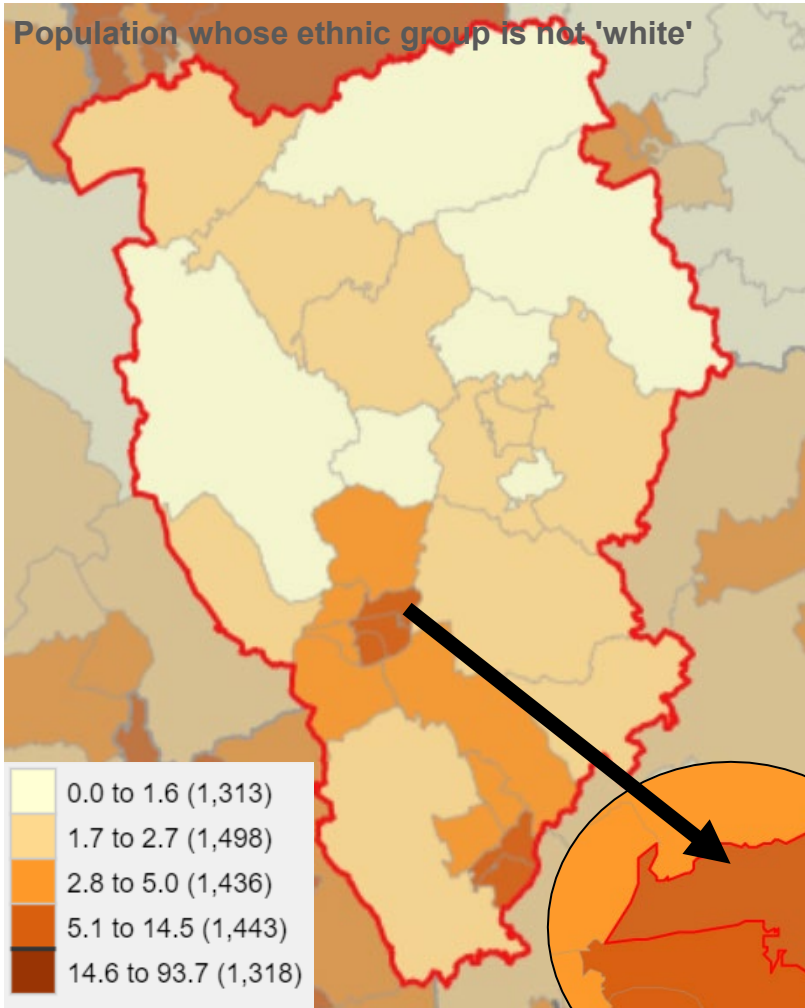 Population whose ethnic group is not 'white'
0.0 to 1.6 (1,313)
1.7 to 2.7 (1,498)
2.8 to 5.0 (1,436)
5.1 to 14.5 (1,443)
14.6 to 93.7 (1,318)